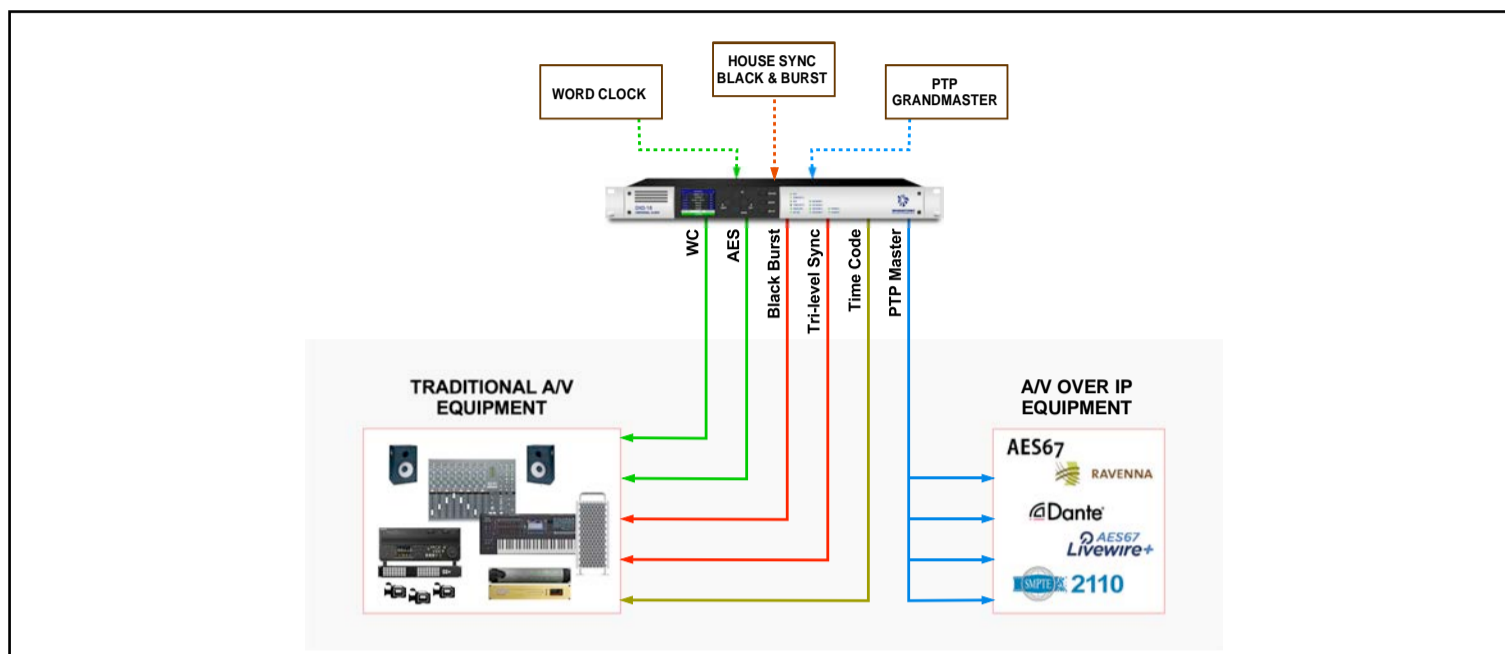 HOUSE SYNC
BLACK & BURST
WORD CLOCK
PTP
GRANDMASTER
WC
AES
Black Burst
Tri-level Sync
Time Code
PTP Master
TRADITIONAL A/V
EQUIPMENT
A/V OVER IP
EQUIPMENT
AES67
RAVENNA
Dante
AES67
Livewire+
SMPTE 2110